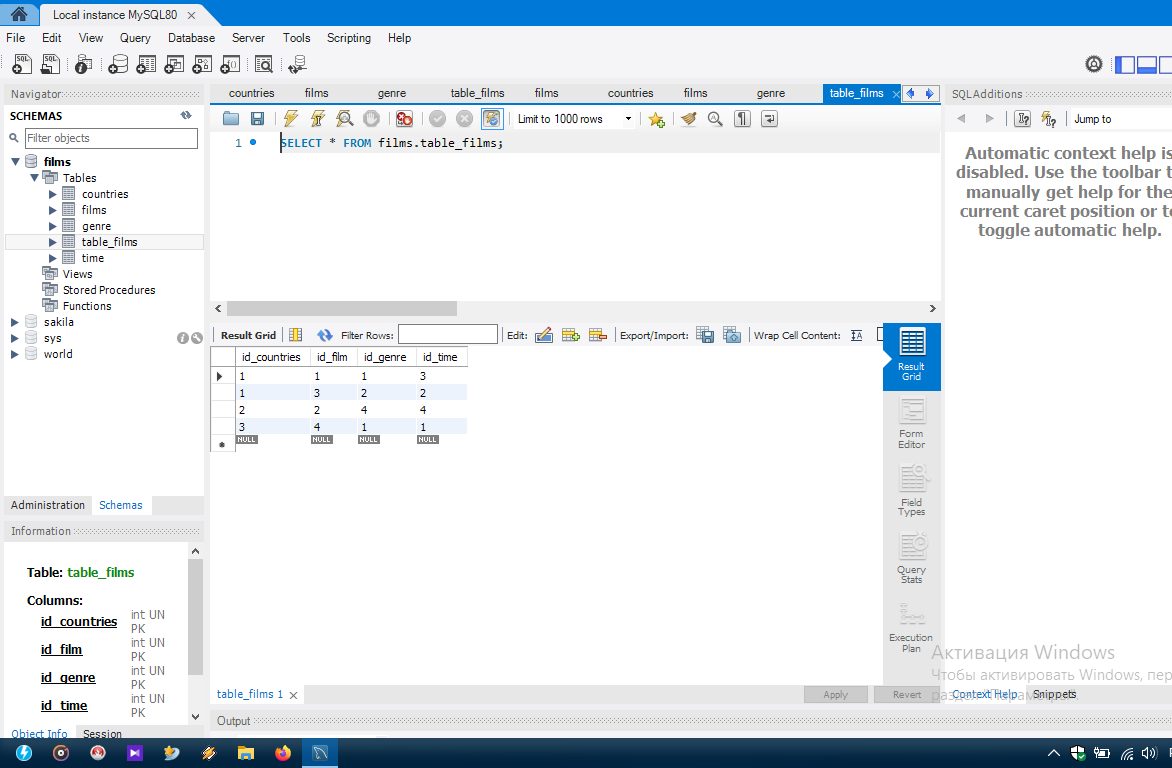 Local instance MySQL80
File Edit View Query Database Server Tools Scripting Help
Navigator
SCHEMAS
Filter objects
films
Tables
countries
films
genre
table_films
time
Views
Stored Procedures
Functions
sakila
sys
world
Administration Schemas
Information
Table: table_films
Columns:
id_countries int UN PK
id_film int UN PK
id_genre int UN PK
id_time int UN PK
Object Info Session
countries films genre table_films films countries films genre table_films
Limit to 1000 rows
1 SELECT * FROM films.table_films;
Result Grid Filter Rows: Edit: Export/Import: Wrap Cell Content:
id_countries id_film id_genre id_time
1 1 1 3
1 3 2 2
2 2 4 4
3 4 1 1
NULL NULL NULL NULL
Result Grid
Form Editor
Field Types
Query Stats
Execution Plan
table_films 1
Apply Revert
Output
SQLAdditions
Jump to
Automatic context help is
disabled. Use the toolbar t
manually get help for the
current caret position or to
toggle automatic help.
Context Help Snippets
Активация Windows
Чтобы активировать Windows, пер